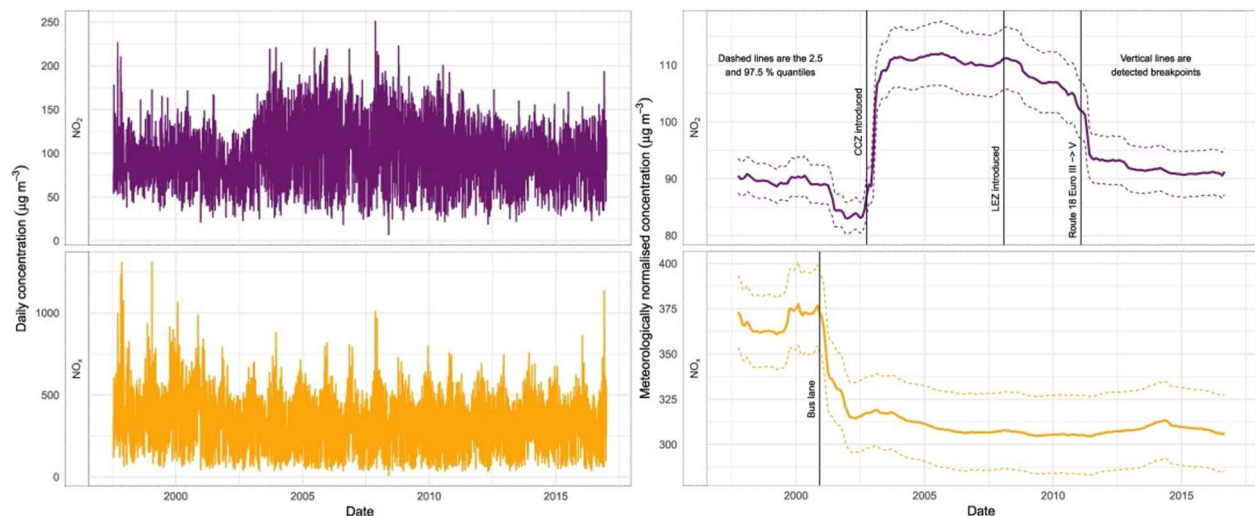 Daily concentration (µg m⁻³)
NO₂
250
200
150
100
50
0
NOₓ
1000
500
0
2000
2005
2010
2015
Date
Meteorologically normalised concentration (µg m⁻³)
NO₂
110
100
90
80
Dashed lines are the 2.5
and 97.5 % quantiles
CCZ introduced
LEZ introduced
Route 18 Euro III −> V
Vertical lines are
detected breakpoints
NOₓ
400
375
350
325
300
Bus lane
2000
2005
2010
2015
Date